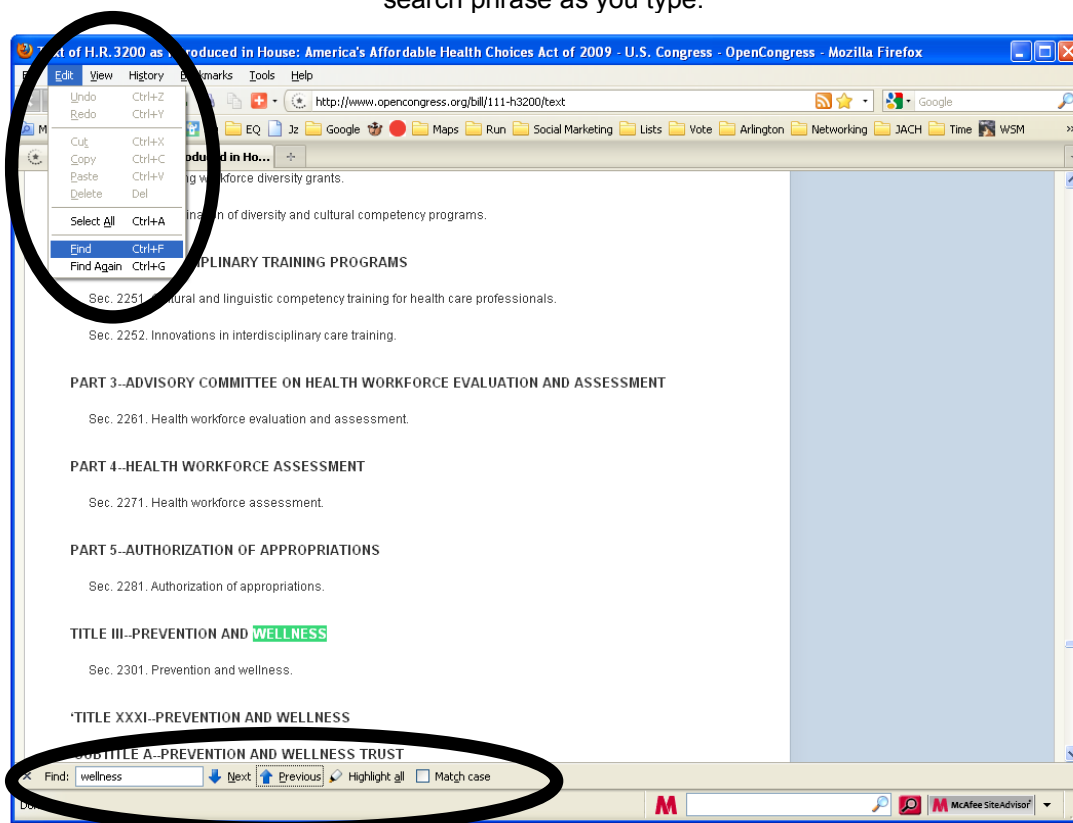 search phrase as you type.
Text of H.R.3200 as Introduced in House: America's Affordable Health Choices Act of 2009 - U.S. Congress - OpenCongress - Mozilla Firefox
Edit View History Bookmarks Tools Help
Undo Ctrl+Z
http://www.opencongress.org/bill/111-h3200/text
Google
Redo Ctrl+Y
EQ Jz Google Maps Run Social Marketing Lists Vote Arlington Networking JACH Time WSM »
Cut Ctrl+X
Copy Ctrl+C
in Ho...
Paste Ctrl+V
workforce diversity grants.
Delete Del
Select All Ctrl+A
of diversity and cultural competency programs.
Find Ctrl+F
Find Again Ctrl+G
TRAINING PROGRAMS
Sec. 2251. Cultural and linguistic competency training for health care professionals.
Sec. 2252. Innovations in interdisciplinary care training.
PART 3--ADVISORY COMMITTEE ON HEALTH WORKFORCE EVALUATION AND ASSESSMENT
Sec. 2261. Health workforce evaluation and assessment.
PART 4--HEALTH WORKFORCE ASSESSMENT
Sec. 2271. Health workforce assessment.
PART 5--AUTHORIZATION OF APPROPRIATIONS
Sec. 2281. Authorization of appropriations.
TITLE III--PREVENTION AND WELLNESS
Sec. 2301. Prevention and wellness.
‘TITLE XXXI--PREVENTION AND WELLNESS
SUBTITLE A--PREVENTION AND WELLNESS TRUST
× Find: wellness Next Previous Highlight all Match case
M McAfee SiteAdvisor